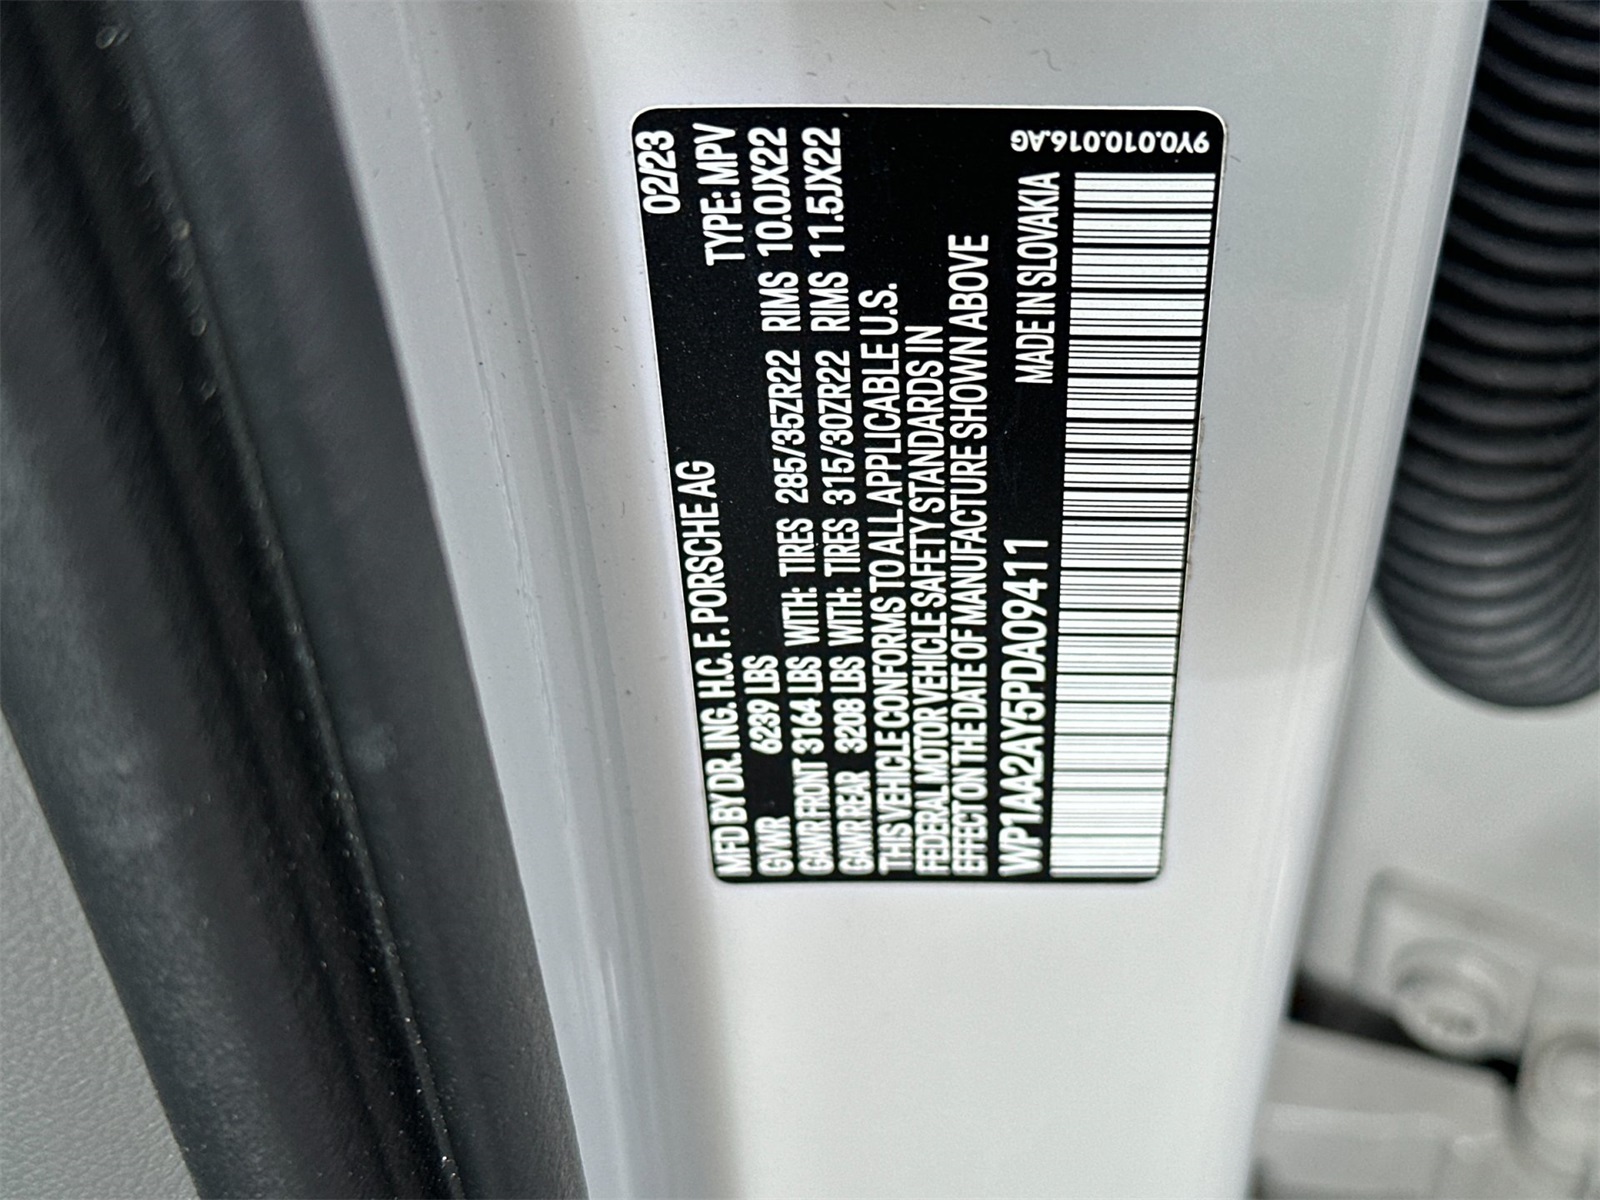 02/23
MFD BY DR. ING. H.C. F. PORSCHE AG
GVWR 6239 LBS TYPE: MPV
GAWR FRONT 3164 LBS WITH: TIRES 285/35ZR22 RIMS 10.0JX22
GAWR REAR 3208 LBS WITH: TIRES 315/30ZR22 RIMS 11.5JX22
THIS VEHICLE CONFORMS TO ALL APPLICABLE U.S.
FEDERAL MOTOR VEHICLE SAFETY STANDARDS IN
EFFECT ON THE DATE OF MANUFACTURE SHOWN ABOVE
WP1AA2AY5PDA09411 MADE IN SLOVAKIA
9Y0.010.016.AG